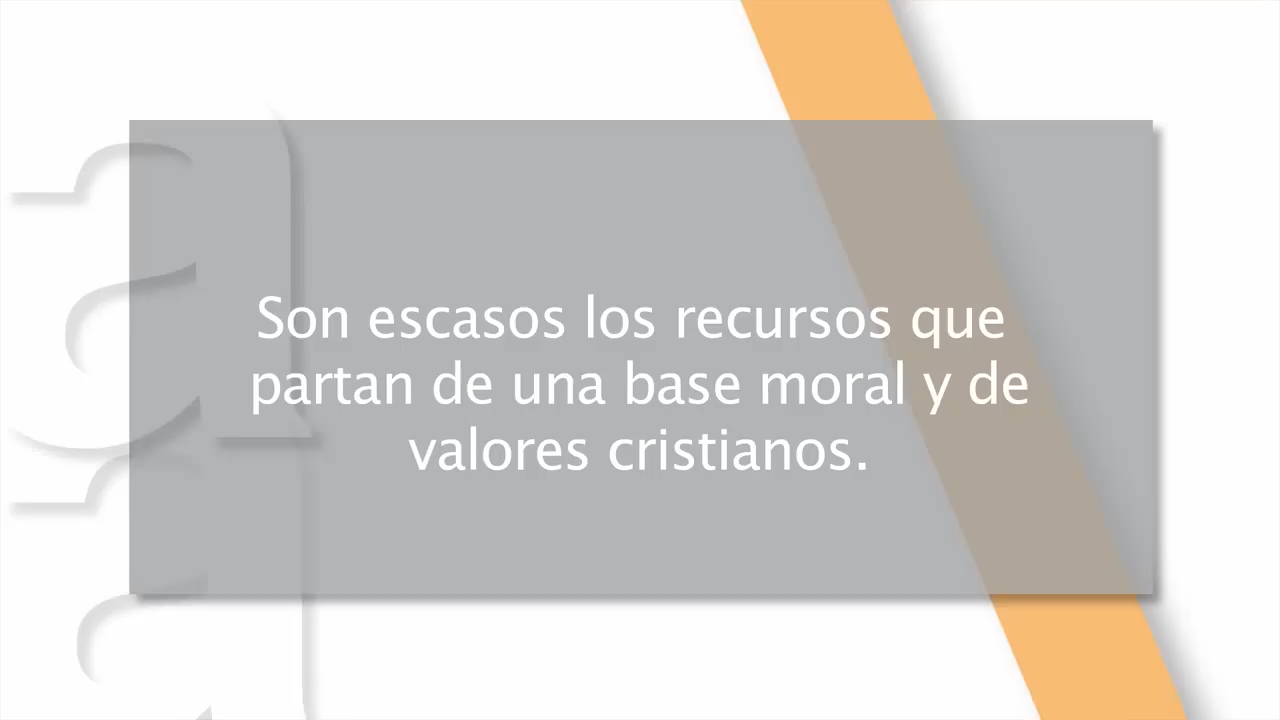 Son escasos los recursos que
partan de una base moral y de
valores cristianos.